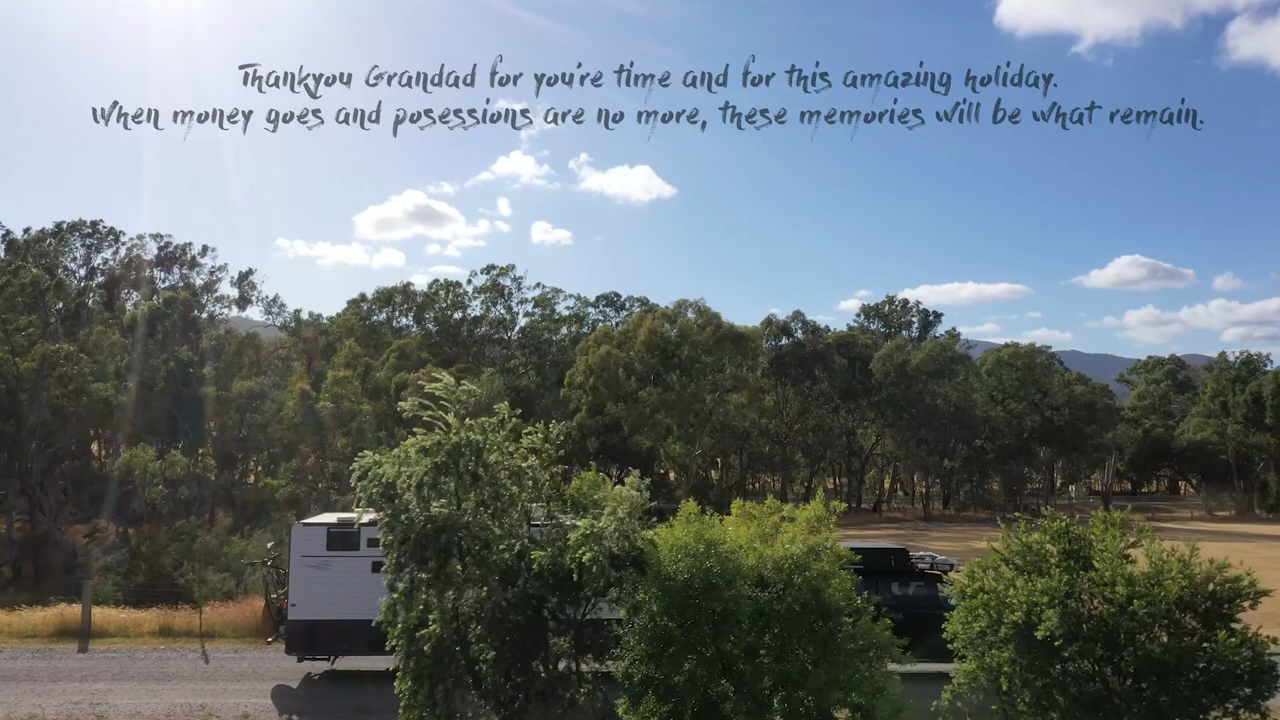 Thankyou Grandad for you're time and for this amazing holiday.
When money goes and posessions are no more, these memories will be what remain.